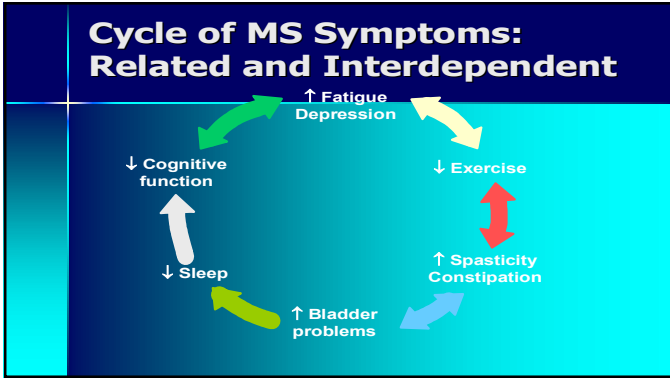 Cycle of MS Symptoms:
Related and Interdependent
↑ Fatigue
Depression
↓ Exercise
↑ Spasticity
Constipation
↑ Bladder
problems
↓ Sleep
↓ Cognitive
function